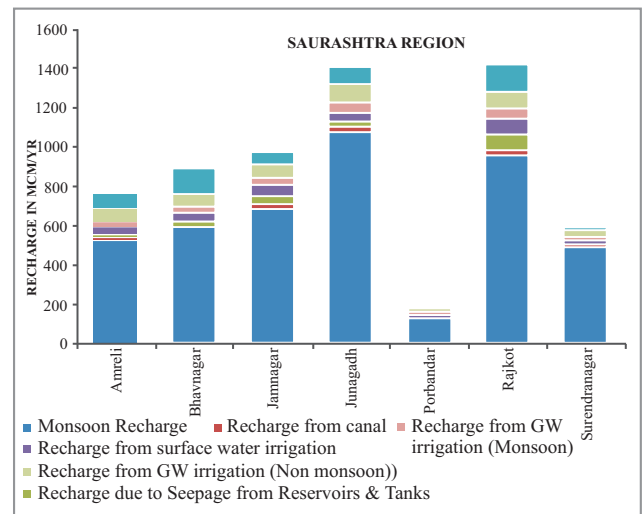 SAURASHTRA REGION
RECHARGE IN MCM/YR
1600
1400
1200
1000
800
600
400
200
0
Amreli
Bhavnagar
Jamnagar
Junagadh
Porbandar
Rajkot
Surendranagar
Monsoon Recharge
Recharge from canal
Recharge from GW
irrigation (Monsoon)
Recharge from surface water irrigation
Recharge from GW irrigation (Non monsoon))
Recharge due to Seepage from Reservoirs & Tanks